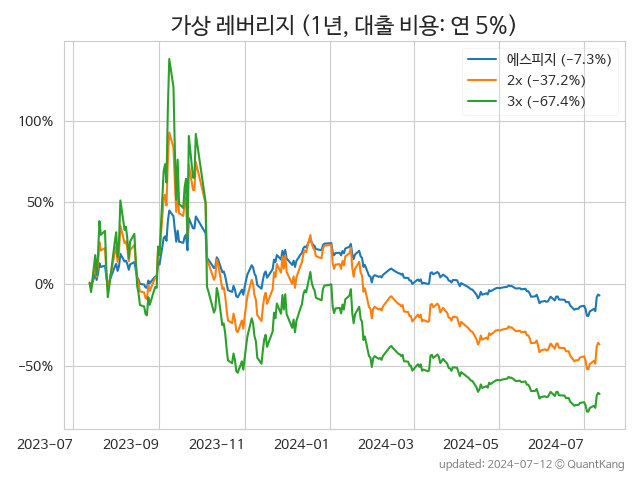 가상 레버리지 (1년, 대출 비용: 연 5%)
에스피지 (−7.3%)
2x (−37.2%)
3x (−67.4%)
100%
50%
0%
−50%
2023-07 2023-09 2023-11 2024-01 2024-03 2024-05 2024-07
updated: 2024-07-12 © QuantKang